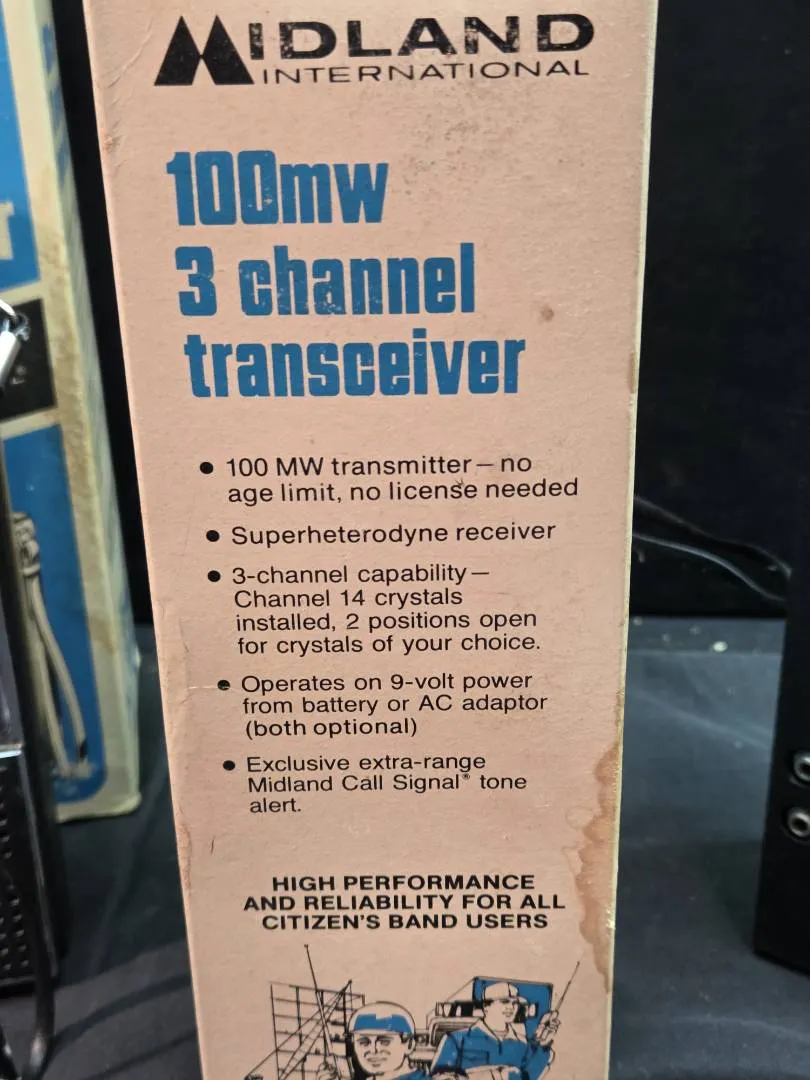 MIDLAND
INTERNATIONAL
100mw
3 channel
transceiver
• 100 MW transmitter — no
age limit, no license needed
• Superheterodyne receiver
• 3-channel capability —
Channel 14 crystals
installed, 2 positions open
for crystals of your choice.
• Operates on 9-volt power
from battery or AC adaptor
(both optional)
• Exclusive extra-range
Midland Call Signal® tone
alert.
HIGH PERFORMANCE
AND RELIABILITY FOR ALL
CITIZEN'S BAND USERS